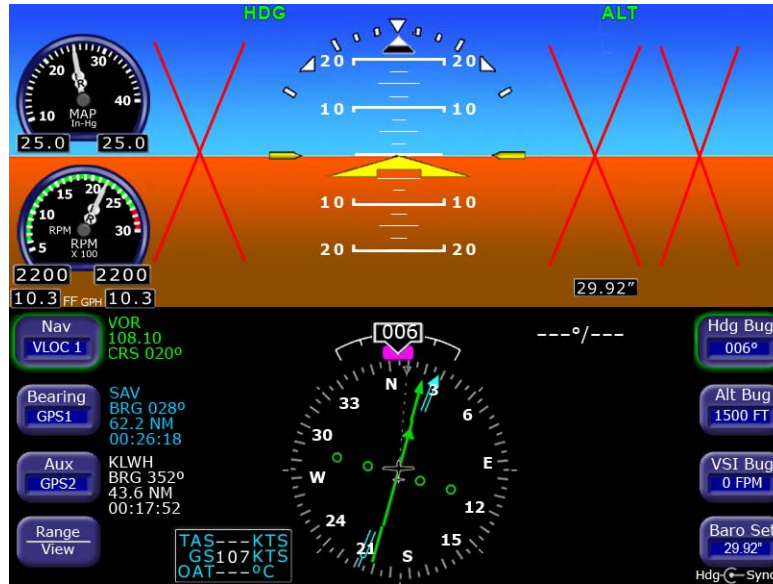 HDG ALT
20 20
10 10
10 10
20 20
10 20 30 40
MAP
In-Hg
R
25.0 25.0
5 10 15 20 25 30
RPM
RPM
X 100
R
2200 2200
10.3 FF GPH 10.3
29.92"
Nav
VLOC 1
VOR
108.10
CRS 020º
Bearing
GPS1
SAV
BRG 028º
62.2 NM
00:26:18
Aux
GPS2
KLWH
BRG 352º
43.6 NM
00:17:52
Range
View
TAS---KTS
GS107KTS
OAT---ºC
006
N 3 6 E 12 15 S 21 24 W 30 33
---º/---
Hdg Bug
006º
Alt Bug
1500 FT
VSI Bug
0 FPM
Baro Set
29.92"
Hdg Sync